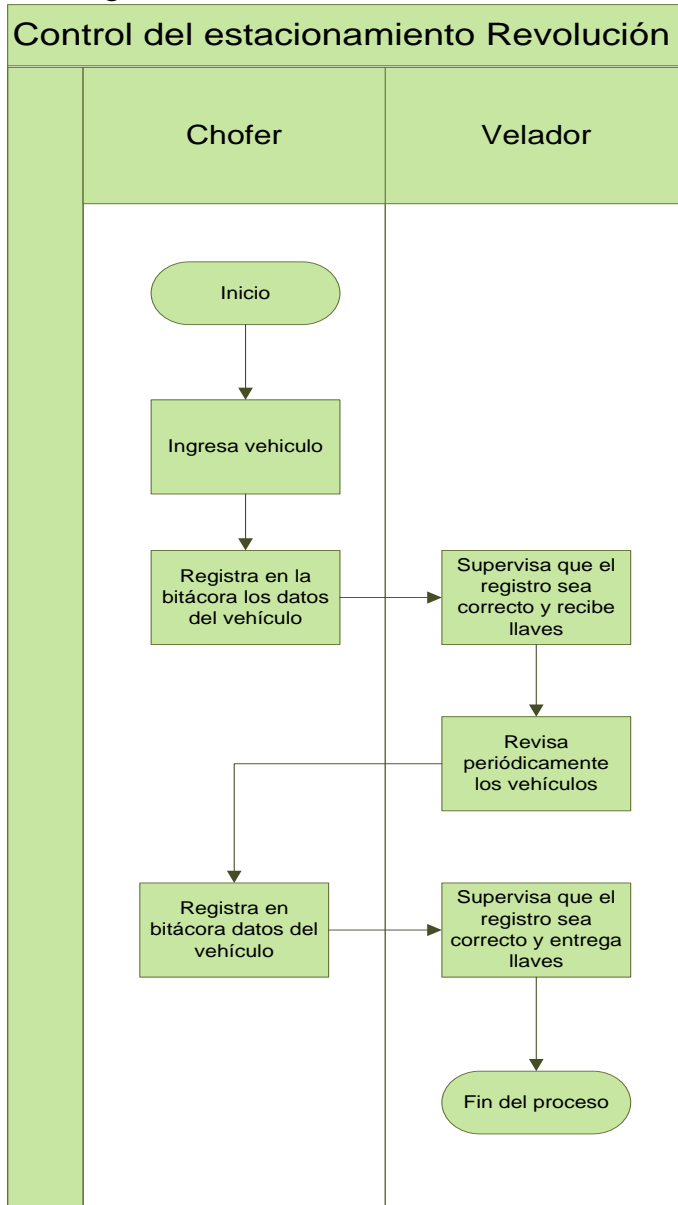 Control del estacionamiento Revolución
Chofer
Velador
Inicio
Ingresa vehiculo
Registra en la
bitácora los datos
del vehículo
Supervisa que el
registro sea
correcto y recibe
llaves
Revisa
periódicamente
los vehículos
Registra en
bitácora datos del
vehículo
Supervisa que el
registro sea
correcto y entrega
llaves
Fin del proceso